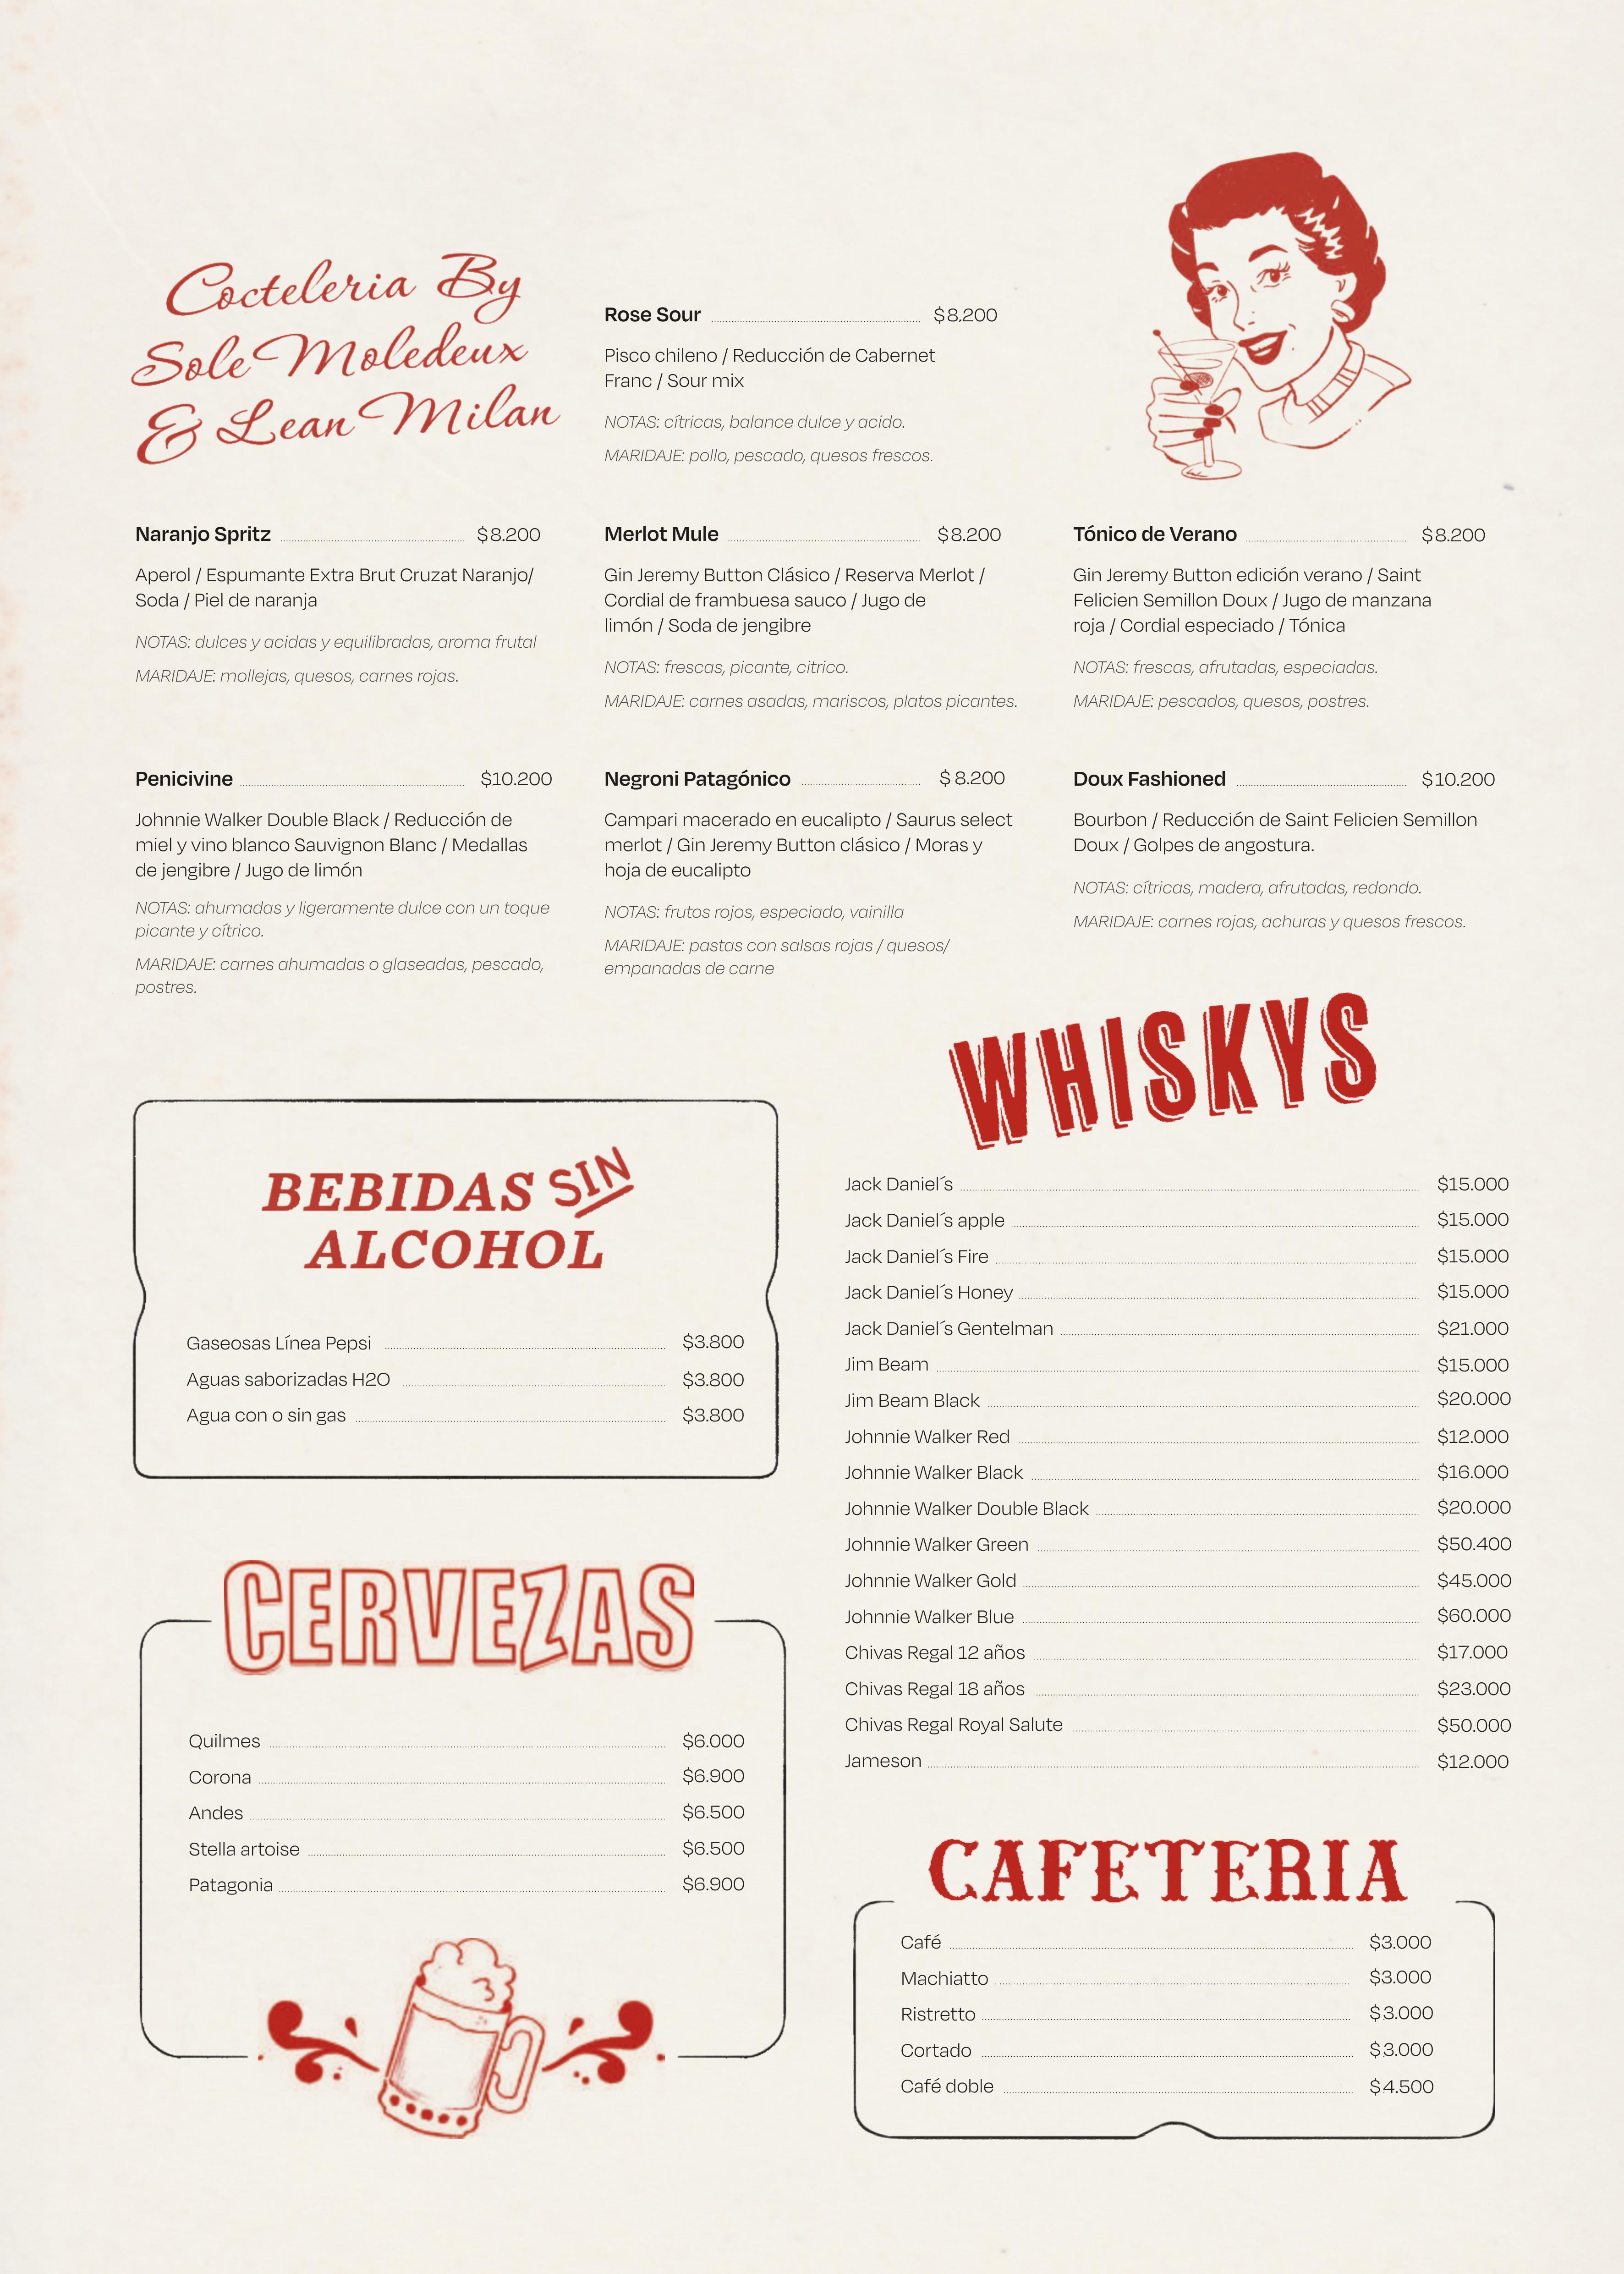 Cocteleria By
Sole Moledeux
& Lean Milan
Rose Sour $8.200
Pisco chileno / Reducción de Cabernet
Franc / Sour mix
NOTAS: cítricas, balance dulce y acido.
MARIDAJE: pollo, pescado, quesos frescos.
Naranjo Spritz $8.200
Aperol / Espumante Extra Brut Cruzat Naranjo/
Soda / Piel de naranja
NOTAS: dulces y acidas y equilibradas, aroma frutal
MARIDAJE: mollejas, quesos, carnes rojas.
Merlot Mule $8.200
Gin Jeremy Button Clásico / Reserva Merlot /
Cordial de frambuesa sauco / Jugo de
limón / Soda de jengibre
NOTAS: frescas, picante, citrico.
MARIDAJE: carnes asadas, mariscos, platos picantes.
Tónico de Verano $8.200
Gin Jeremy Button edición verano / Saint
Felicien Semillon Doux / Jugo de manzana
roja / Cordial especiado / Tónica
NOTAS: frescas, afrutadas, especiadas.
MARIDAJE: pescados, quesos, postres.
Penicivine $10.200
Johnnie Walker Double Black / Reducción de
miel y vino blanco Sauvignon Blanc / Medallas
de jengibre / Jugo de limón
NOTAS: ahumadas y ligeramente dulce con un toque
picante y cítrico.
MARIDAJE: carnes ahumadas o glaseadas, pescado,
postres.
Negroni Patagónico $ 8.200
Campari macerado en eucalipto / Saurus select
merlot / Gin Jeremy Button clásico / Moras y
hoja de eucalipto
NOTAS: frutos rojos, especiado, vainilla
MARIDAJE: pastas con salsas rojas / quesos/
empanadas de carne
Doux Fashioned $10.200
Bourbon / Reducción de Saint Felicien Semillon
Doux / Golpes de angostura.
NOTAS: cítricas, madera, afrutadas, redondo.
MARIDAJE: carnes rojas, achuras y quesos frescos.
BEBIDAS SIN
ALCOHOL
Gaseosas Línea Pepsi $3.800
Aguas saborizadas H2O $3.800
Agua con o sin gas $3.800
CERVEZAS
Quilmes $6.000
Corona $6.900
Andes $6.500
Stella artoise $6.500
Patagonia $6.900
WHISKYS
Jack Daniel´s $15.000
Jack Daniel´s apple $15.000
Jack Daniel´s Fire $15.000
Jack Daniel´s Honey $15.000
Jack Daniel´s Gentelman $21.000
Jim Beam $15.000
Jim Beam Black $20.000
Johnnie Walker Red $12.000
Johnnie Walker Black $16.000
Johnnie Walker Double Black $20.000
Johnnie Walker Green $50.400
Johnnie Walker Gold $45.000
Johnnie Walker Blue $60.000
Chivas Regal 12 años $17.000
Chivas Regal 18 años $23.000
Chivas Regal Royal Salute $50.000
Jameson $12.000
CAFETERIA
Café $3.000
Machiatto $3.000
Ristretto $3.000
Cortado $3.000
Café doble $4.500